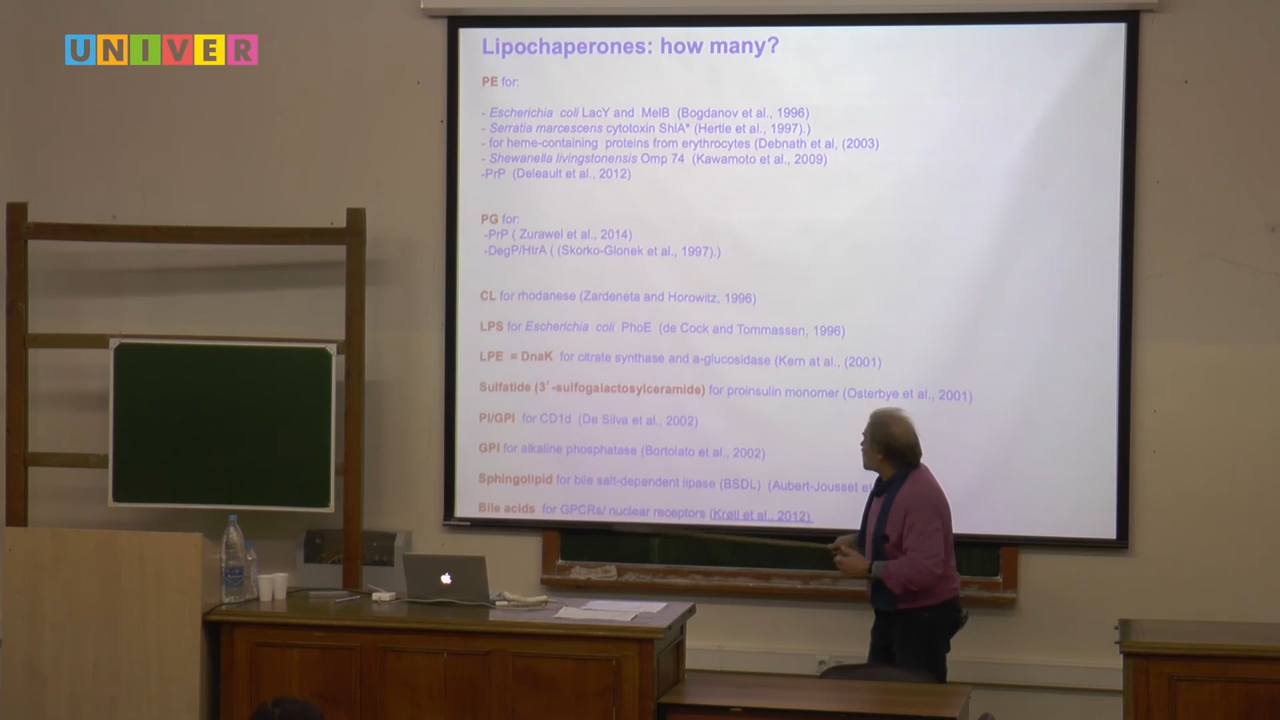 UNIVER
Lipochaperones: how many?
PE for:
- Escherichia coli LacY and MelB (Bogdanov et al., 1996)
- Serratia marcescens cytotoxin ShlA* (Hertle et al., 1997).)
- for heme-containing proteins from erythrocytes (Debnath et al, (2003)
- Shewanella livingstonensis Omp 74 (Kawamoto et al., 2009)
-PrP (Deleault et al., 2012)
PG for:
-PrP ( Zurawel et al., 2014)
-DegP/HtrA ( (Skorko-Glonek et al., 1997).)
CL for rhodanese (Zardeneta and Horowitz, 1996)
LPS for Escherichia coli PhoE (de Cock and Tommassen, 1996)
LPE = DnaK for citrate synthase and a-glucosidase (Kern at al., (2001)
Sulfatide (3′-sulfogalactosylceramide) for proinsulin monomer (Osterbye et al., 2001)
PI/GPI for CD1d (De Silva et al., 2002)
GPI for alkaline phosphatase (Bortolato et al., 2002)
Sphingolipid for bile salt-dependent lipase (BSDL) (Aubert-Jousset et
Bile acids for GPCRs/ nuclear receptors (Krøll et al., 2012)